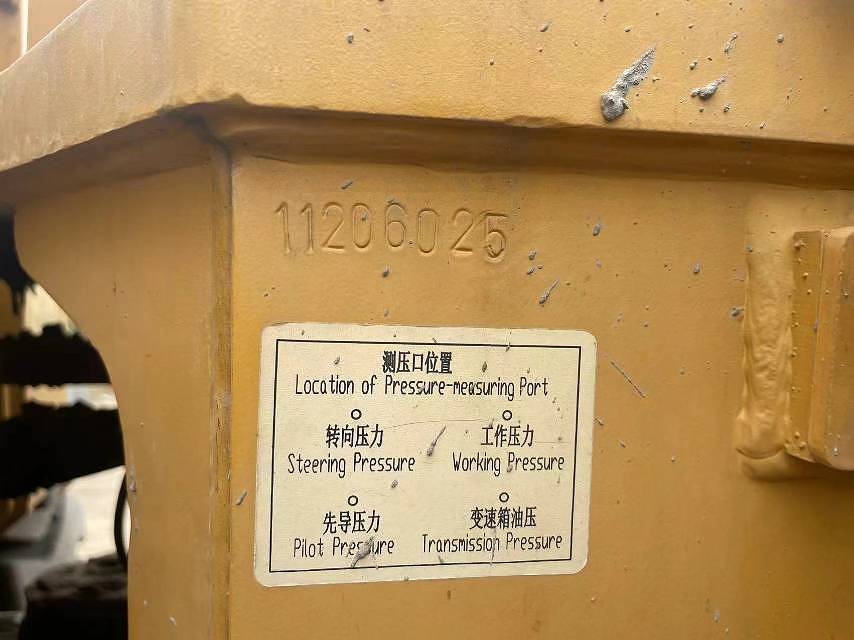 11206025
测压口位置
Location of Pressure-measuring Port
转向压力 工作压力
Steering Pressure Working Pressure
先导压力 变速箱油压
Pilot Pressure Transmission Pressure